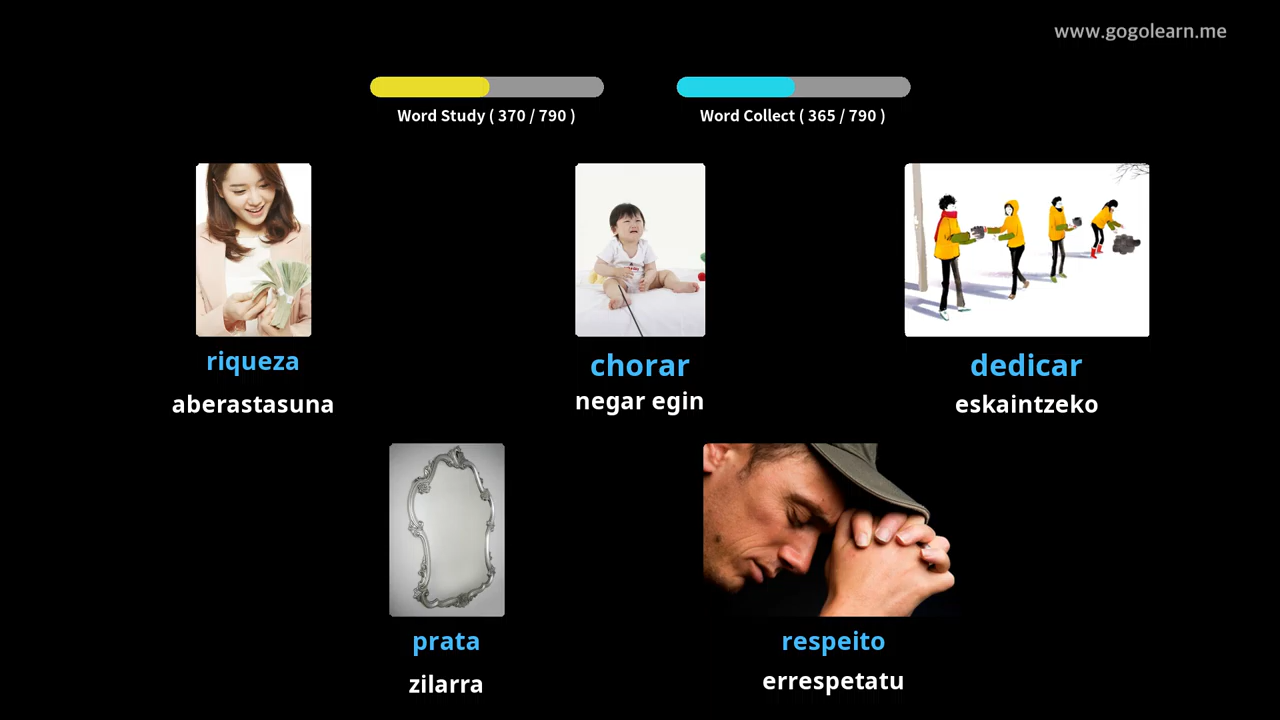 www.gogolearn.me
Word Study ( 370 / 790 )
Word Collect ( 365 / 790 )
riqueza
aberastasuna
chorar
negar egin
dedicar
eskaintzeko
prata
zilarra
respeito
errespetatu